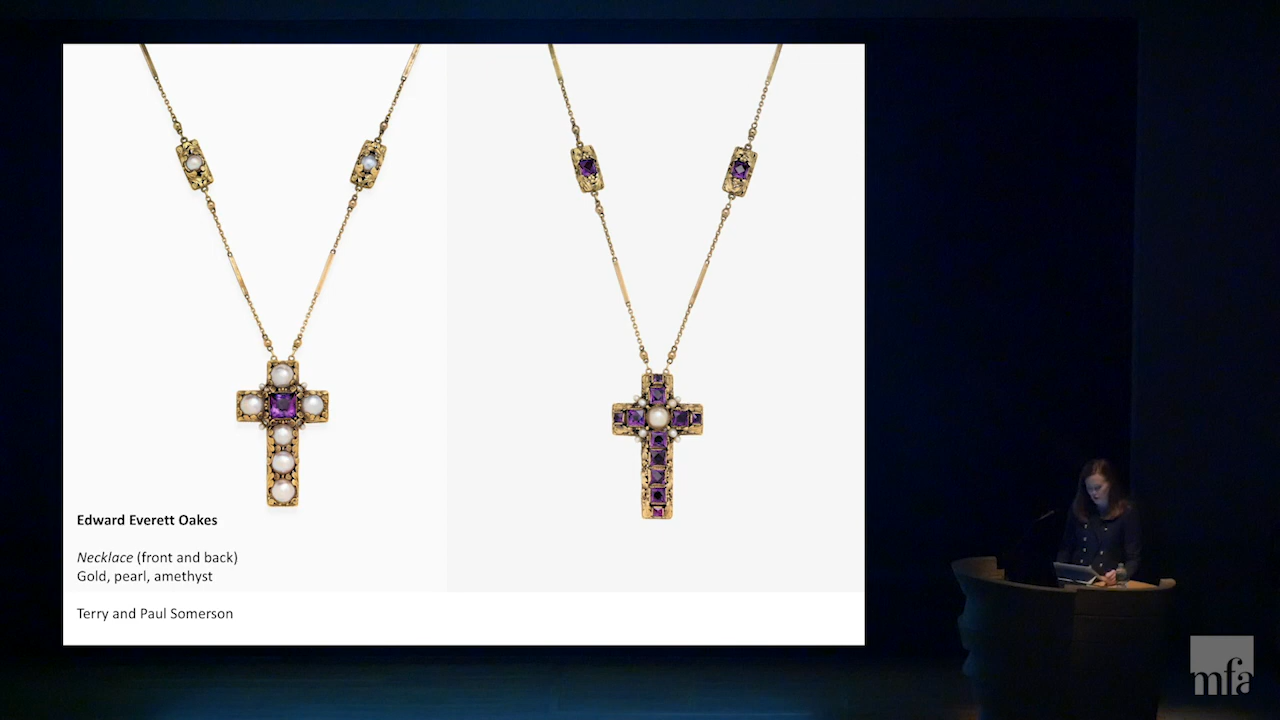 Edward Everett Oakes
Necklace (front and back)
Gold, pearl, amethyst
Terry and Paul Somerson
mfa